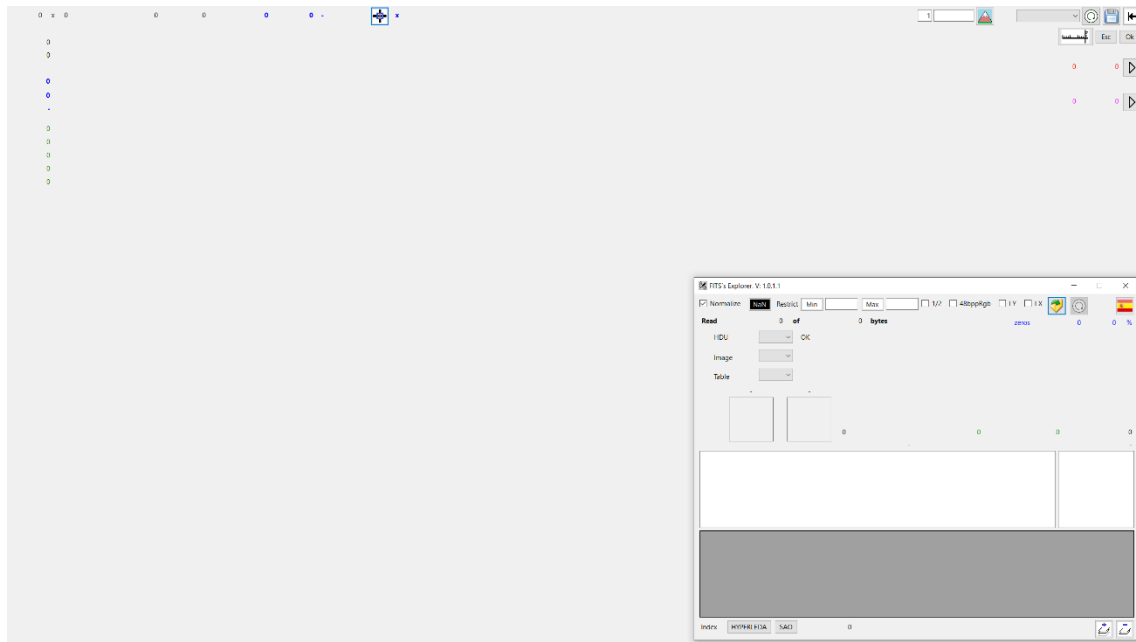 0 x 0 0 0 0 0 - x 1
Esc Ok
0
0
0 0
0
0
-
0 0
0
0
0
0
0
FITS's Explorer. V: 1.0.1.1
Normalize NaN Restrict Min Max 1/2 48bppRgb I Y I X
Read 0 of 0 bytes zeros 0 0 %
HDU OK
Image
Table
- -
0 0 0 0
- -
Index HYPERLEDA SAO 0